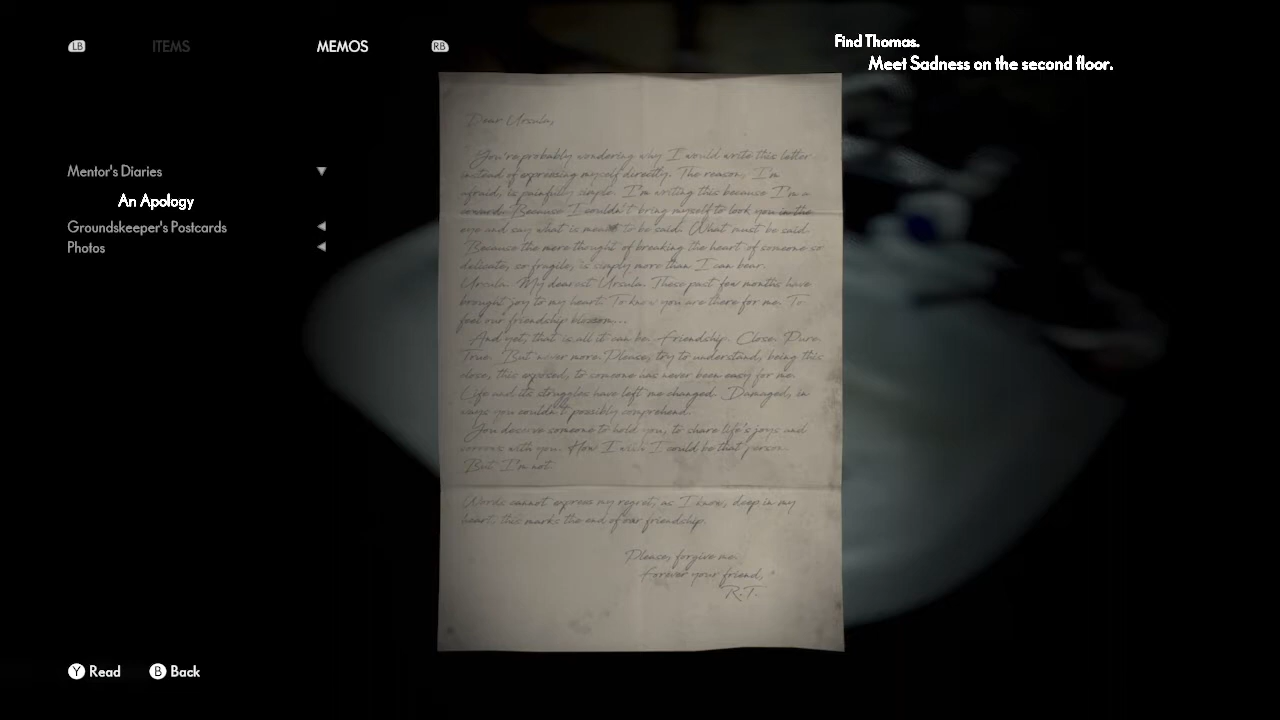 LB
ITEMS
MEMOS
RB
Find Thomas.
Meet Sadness on the second floor.
Mentor's Diaries
An Apology
Groundskeeper's Postcards
Photos
Dear Ursula,
You're probably wondering why I would write this letter
instead of expressing myself directly. The reason, I'm
afraid, is painfully simple. I'm writing this because I'm a
coward. Because I couldn't bring myself to look you in the
eye and say what is meant to be said. What must be said.
Because the mere thought of breaking the heart of someone so
delicate, so fragile, is simply more than I can bear.
Ursula. My dearest Ursula. These past few months have
brought joy to my heart. To know you are there for me. To
feel our friendship blossom...
And yet, that is all it can be. Friendship. Close. Pure.
True. But never more. Please, try to understand, being this
close, this exposed, to someone has never been easy for me.
Life and its struggles have left me changed. Damaged, in
ways you couldn't possibly comprehend.
You deserve someone to hold you, to share life's joys and
sorrows with you. How I wish I could be that person.
But I'm not.
Words cannot express my regret, as I know, deep in my
heart, this marks the end of our friendship.
Please, forgive me.
Forever your friend,
R.T.
Y Read
B Back